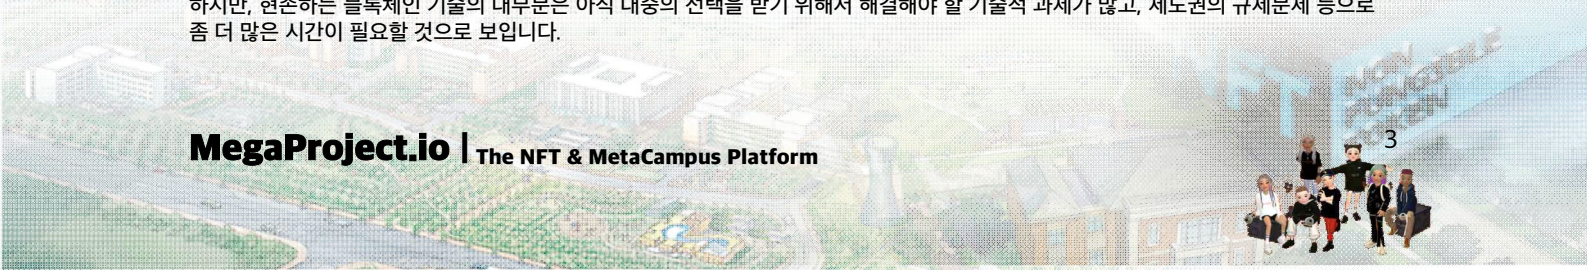 하지만, 현존하는 블록체인 기술의 대부분은 아직 대중의 선택을 받기 위해서 해결해야 할 기술적 과제가 많고, 제도권의 규제문제 등으로
좀 더 많은 시간이 필요할 것으로 보입니다.
NON
FUNGIBLE
TOKEN
MegaProject.io | The NFT & MetaCampus Platform
3